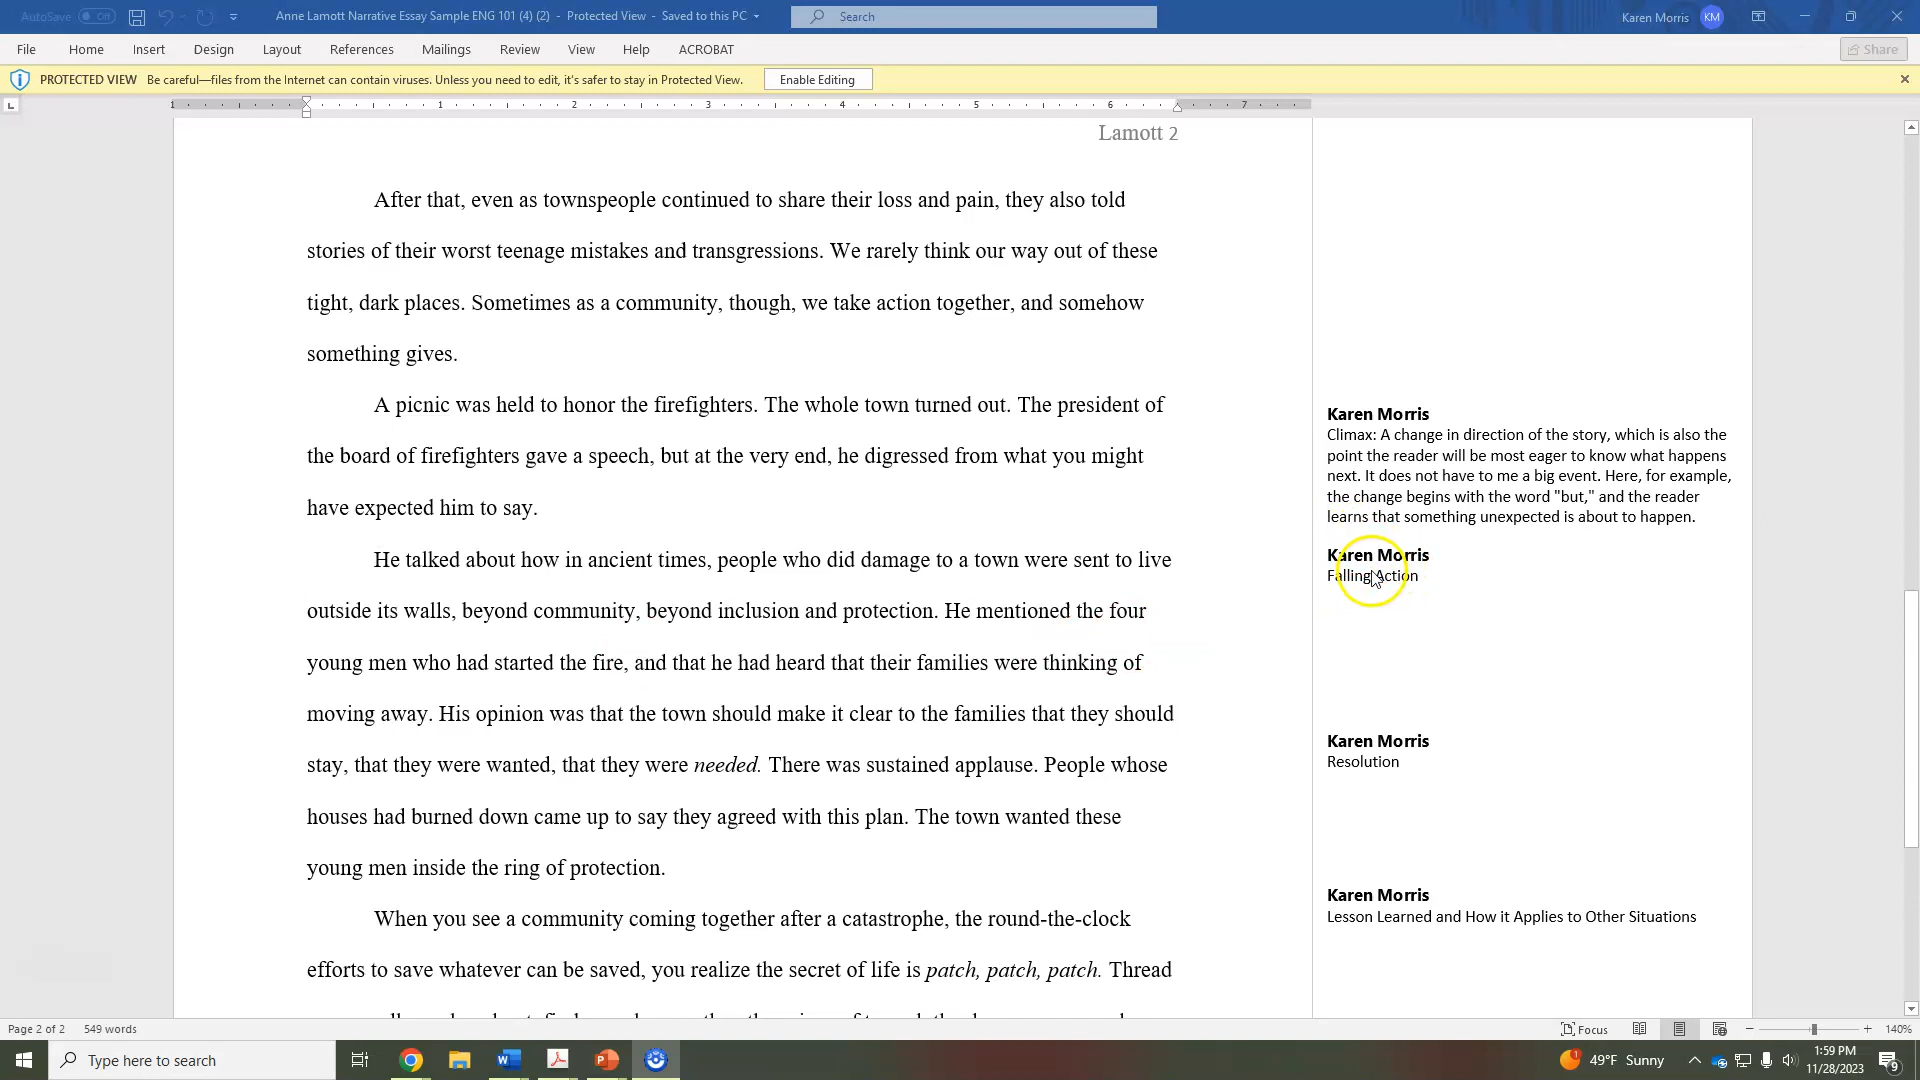 AutoSave Off
Anne Lamott Narrative Essay Sample ENG 101 (4) (2) - Protected View - Saved to this PC
Search
Karen Morris KM
File Home Insert Design Layout References Mailings Review View Help ACROBAT Share
PROTECTED VIEW Be careful—files from the Internet can contain viruses. Unless you need to edit, it's safer to stay in Protected View. Enable Editing
1 1 2 3 4 5 6 7
Lamott 2
After that, even as townspeople continued to share their loss and pain, they also told
stories of their worst teenage mistakes and transgressions. We rarely think our way out of these
tight, dark places. Sometimes as a community, though, we take action together, and somehow
something gives.
A picnic was held to honor the firefighters. The whole town turned out. The president of
the board of firefighters gave a speech, but at the very end, he digressed from what you might
have expected him to say.
He talked about how in ancient times, people who did damage to a town were sent to live
outside its walls, beyond community, beyond inclusion and protection. He mentioned the four
young men who had started the fire, and that he had heard that their families were thinking of
moving away. His opinion was that the town should make it clear to the families that they should
stay, that they were wanted, that they were needed. There was sustained applause. People whose
houses had burned down came up to say they agreed with this plan. The town wanted these
young men inside the ring of protection.
When you see a community coming together after a catastrophe, the round-the-clock
efforts to save whatever can be saved, you realize the secret of life is patch, patch, patch. Thread
Karen Morris
Climax: A change in direction of the story, which is also the
point the reader will be most eager to know what happens
next. It does not have to me a big event. Here, for example,
the change begins with the word "but," and the reader
learns that something unexpected is about to happen.
Karen Morris
Falling Action
Karen Morris
Resolution
Karen Morris
Lesson Learned and How it Applies to Other Situations
Page 2 of 2 549 words
Focus
140%
Type here to search
49°F Sunny
1:59 PM
11/28/2023
9